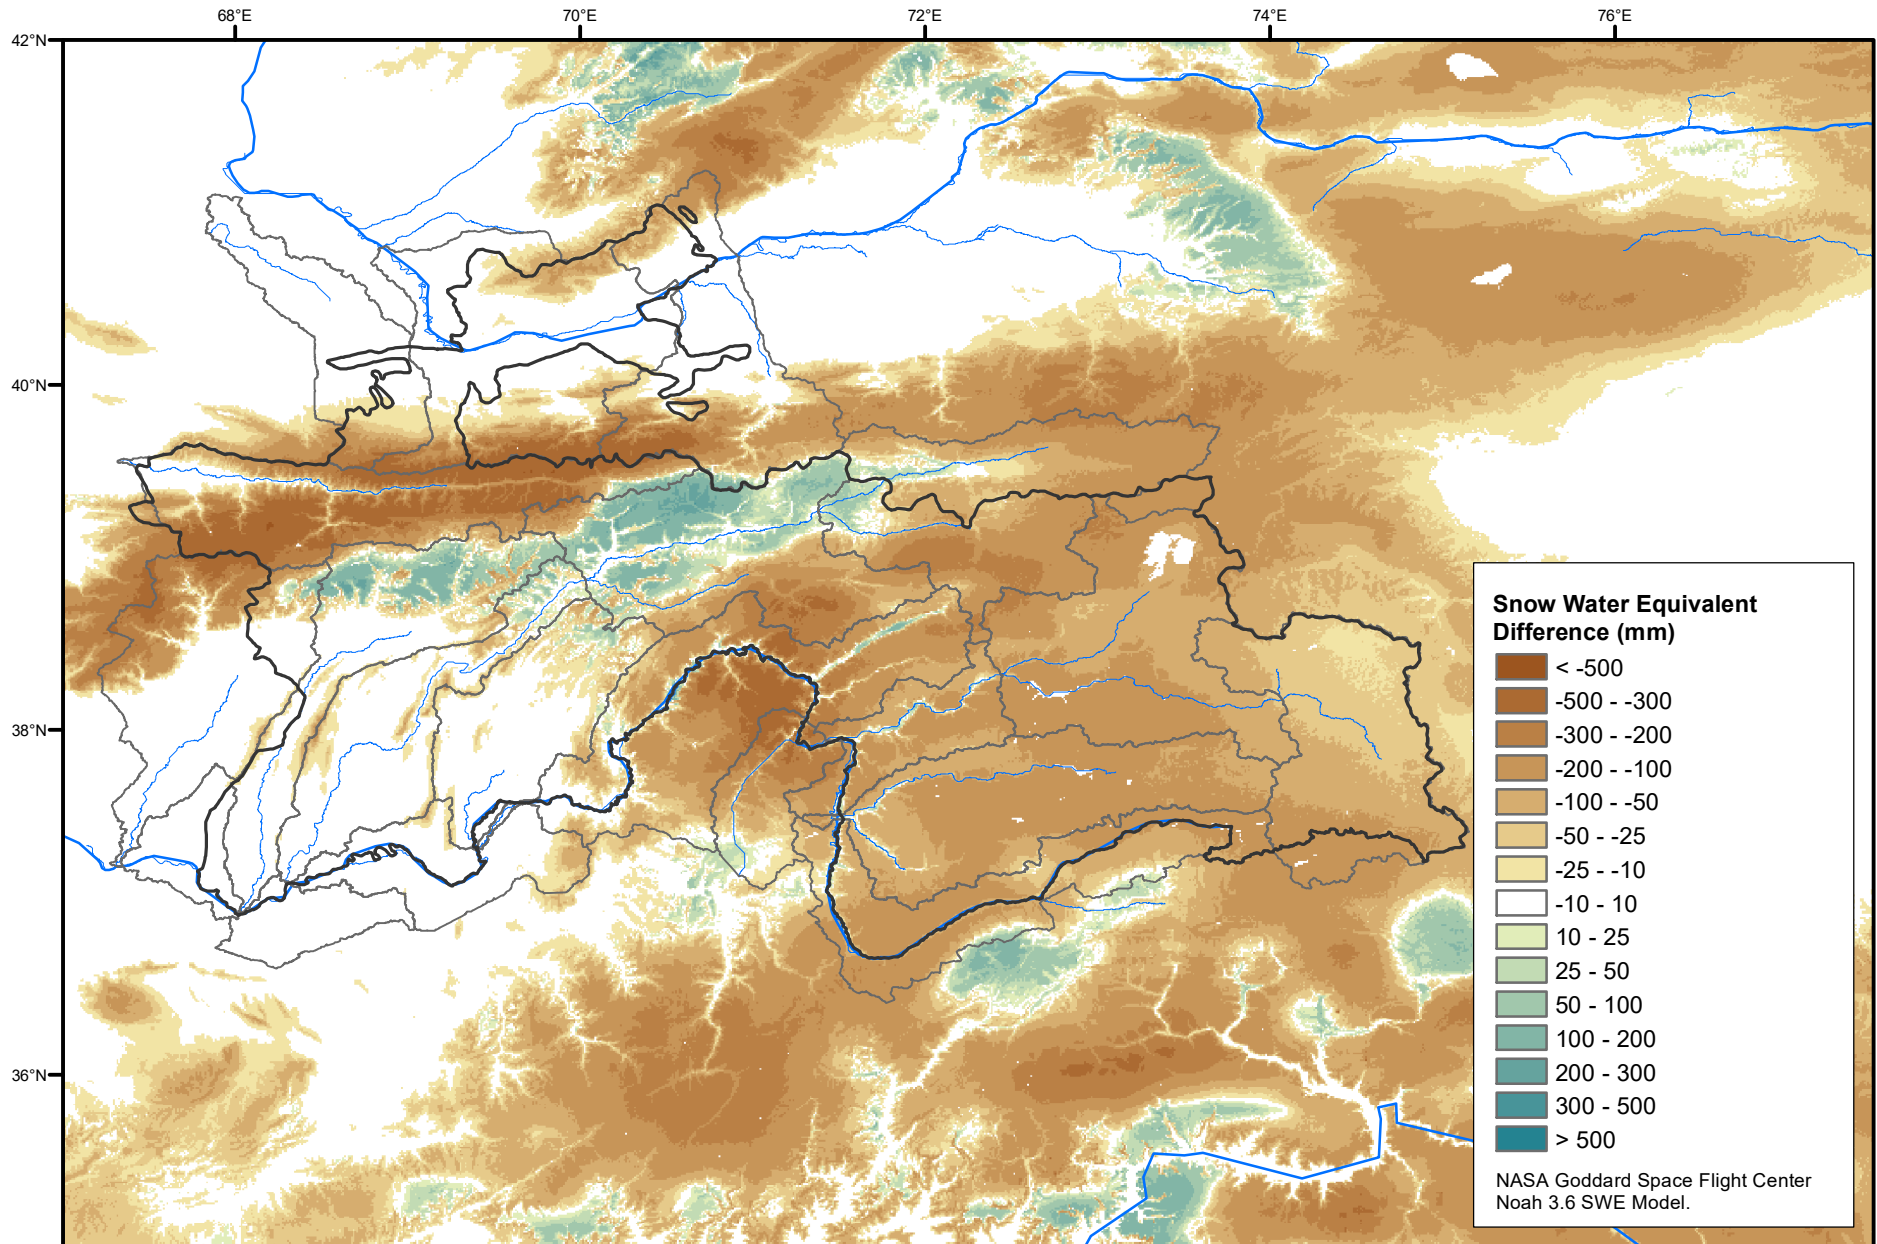 68°E
70°E
72°E
74°E
76°E
42°N
40°N
38°N
36°N
Snow Water Equivalent
Difference (mm)
< -500
-500 - -300
-300 - -200
-200 - -100
-100 - -50
-50 - -25
-25 - -10
-10 - 10
10 - 25
25 - 50
50 - 100
100 - 200
200 - 300
300 - 500
> 500
NASA Goddard Space Flight Center
Noah 3.6 SWE Model.